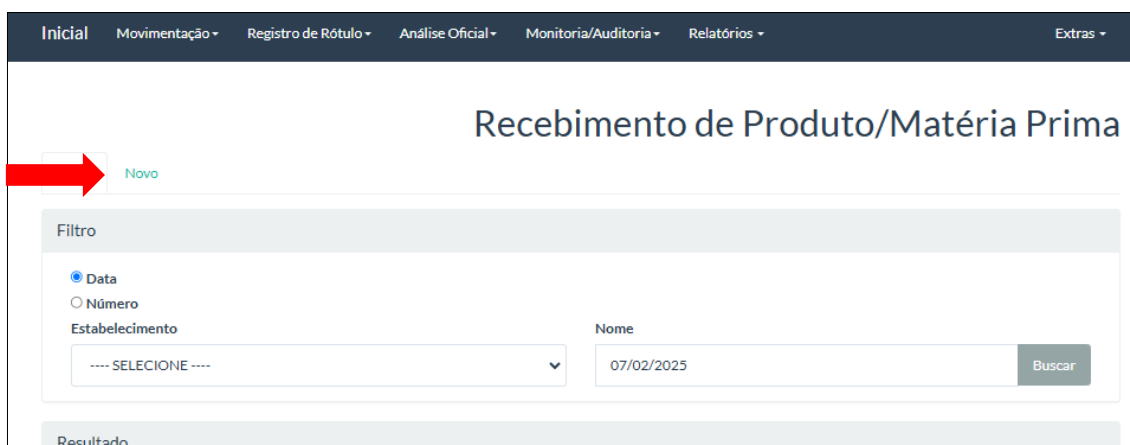 Inicial Movimentação Registro de Rótulo Análise Oficial Monitoria/Auditoria Relatórios Extras
Recebimento de Produto/Matéria Prima
Novo
Filtro
Data
Número
Estabelecimento Nome
---- SELECIONE ---- 07/02/2025 Buscar
Resultado